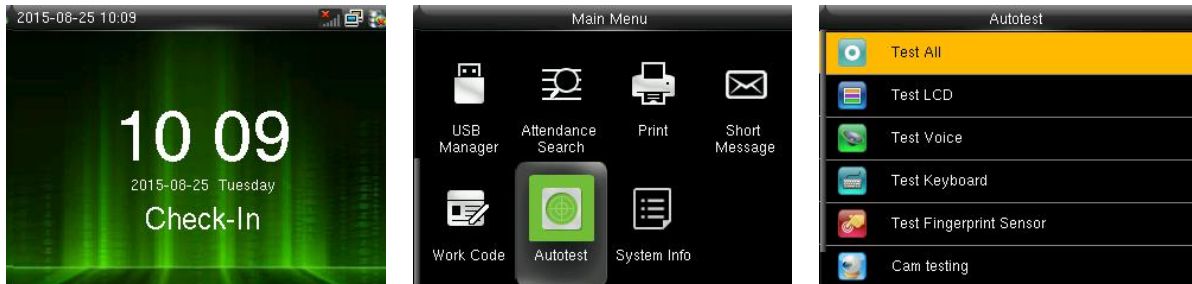 2015-08-25 10:09
10 09
2015-08-25 Tuesday
Check-In
Main Menu
USB Manager
Attendance Search
Print
Short Message
Work Code
Autotest
System Info
Autotest
Test All
Test LCD
Test Voice
Test Keyboard
Test Fingerprint Sensor
Cam testing